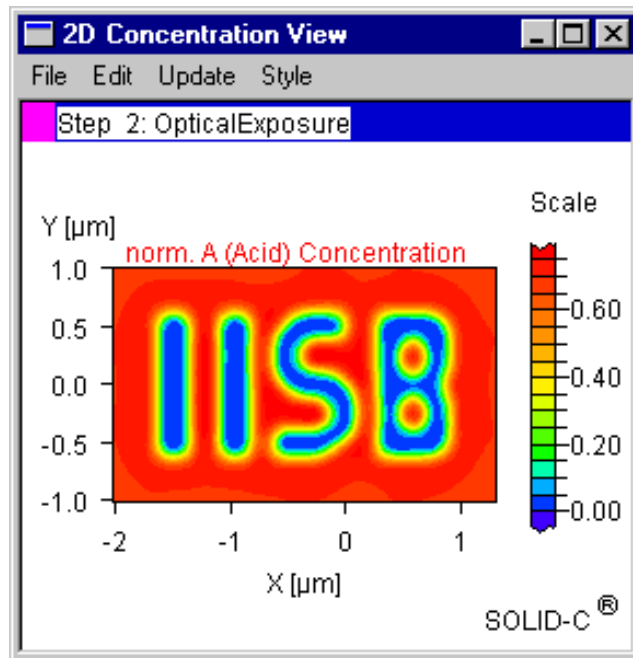 2D Concentration View
File Edit Update Style
Step 2: OpticalExposure
Scale
Y [µm]
norm. A (Acid) Concentration
1.0
0.5
0.0
-0.5
-1.0
IISB
0.60
0.40
0.20
0.00
-2 -1 0 1
X [µm]
SOLID-C ®